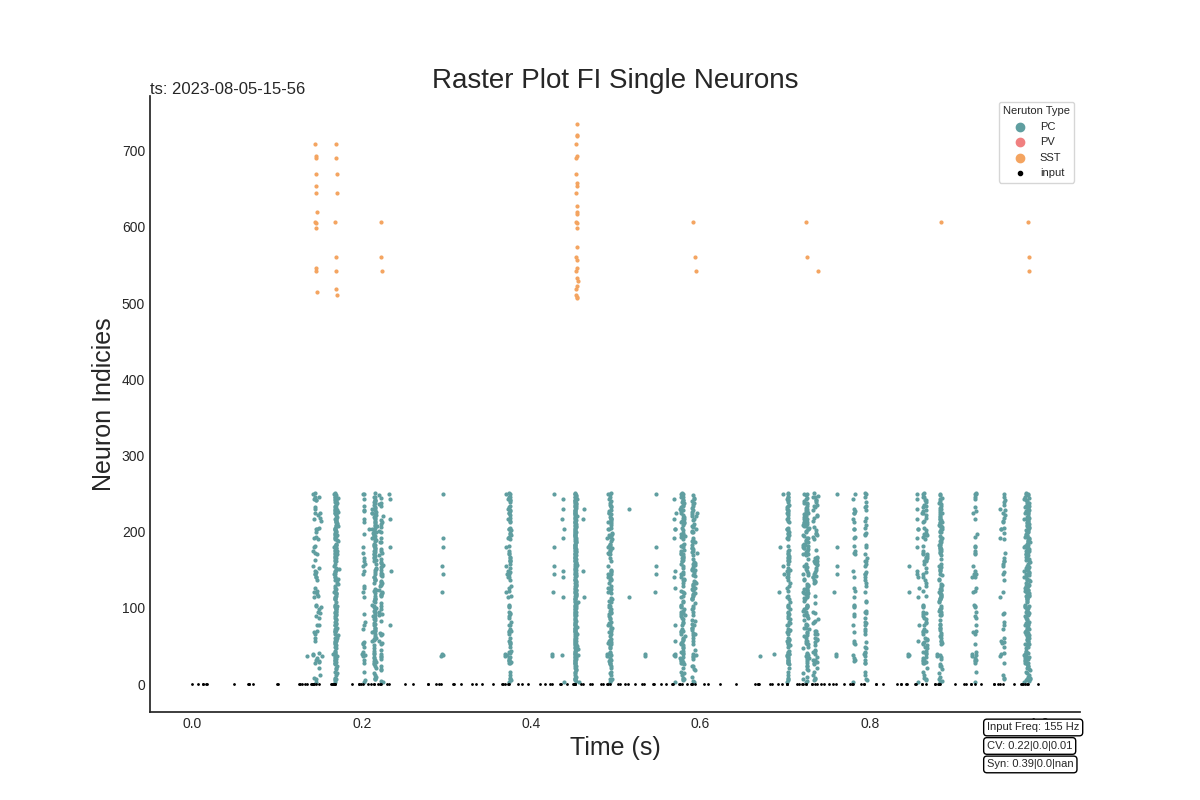 Raster Plot FI Single Neurons
ts: 2023-08-05-15-56
Neruton Type
PC
PV
SST
input
700
600
500
400
300
200
100
0
Neuron Indicies
0.0 0.2 0.4 0.6 0.8
Time (s)
Input Freq: 155 Hz
CV: 0.22|0.0|0.01
Syn: 0.39|0.0|nan